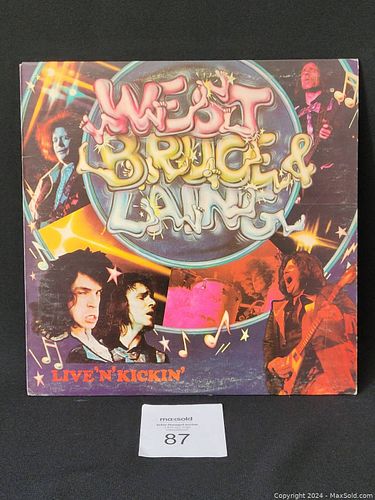 WEST
BRUCE &
LAING
LIVE 'N' KICKIN'
maxsold
87
Copyright © 2024 - MaxSold.com